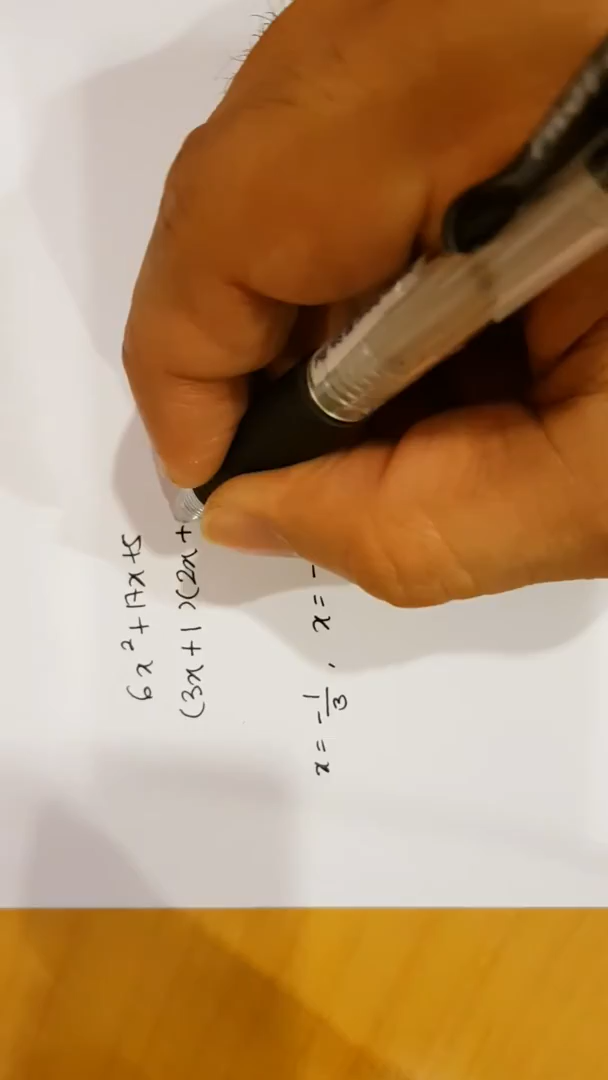 6x² + 17x + 5
(3x + 1)(2x +
x = -1/3, x = -